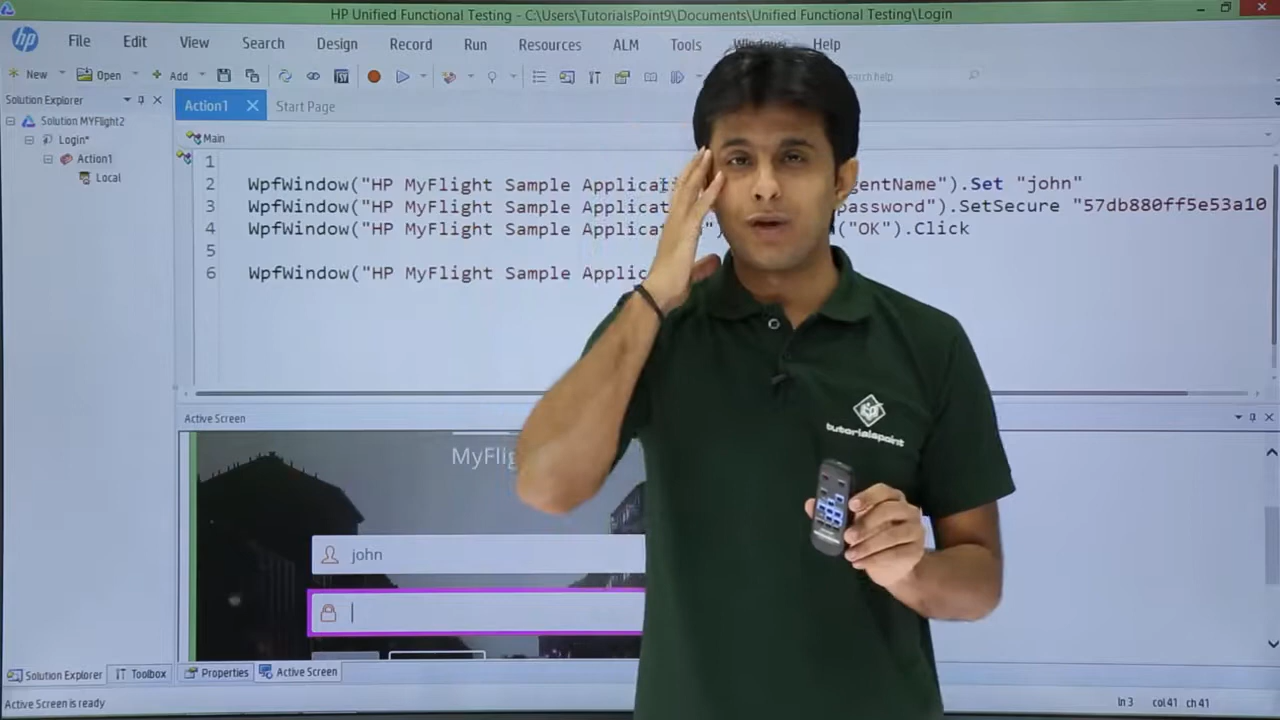 HP Unified Functional Testing - C:\Users\TutorialsPoint9\Documents\Unified Functional Testing\Login
hp File Edit View Search Design Record Run Resources ALM Tools Help
New Open Add search help
Solution Explorer
Solution MYFlight2
Login*
Action1
Local
Action1 Start Page
Main
1
2 WpfWindow("HP MyFlight Sample Applicati gentName").Set "john"
3 WpfWindow("HP MyFlight Sample Applicat password").SetSecure "57db880ff5e53a10
4 WpfWindow("HP MyFlight Sample Applicat ") ("OK").Click
5
6 WpfWindow("HP MyFlight Sample Applic
Active Screen
MyFlig
john
tutorialspoint
Solution Explorer Toolbox Properties Active Screen
Active Screen is ready
ln 3 col 41 ch 41